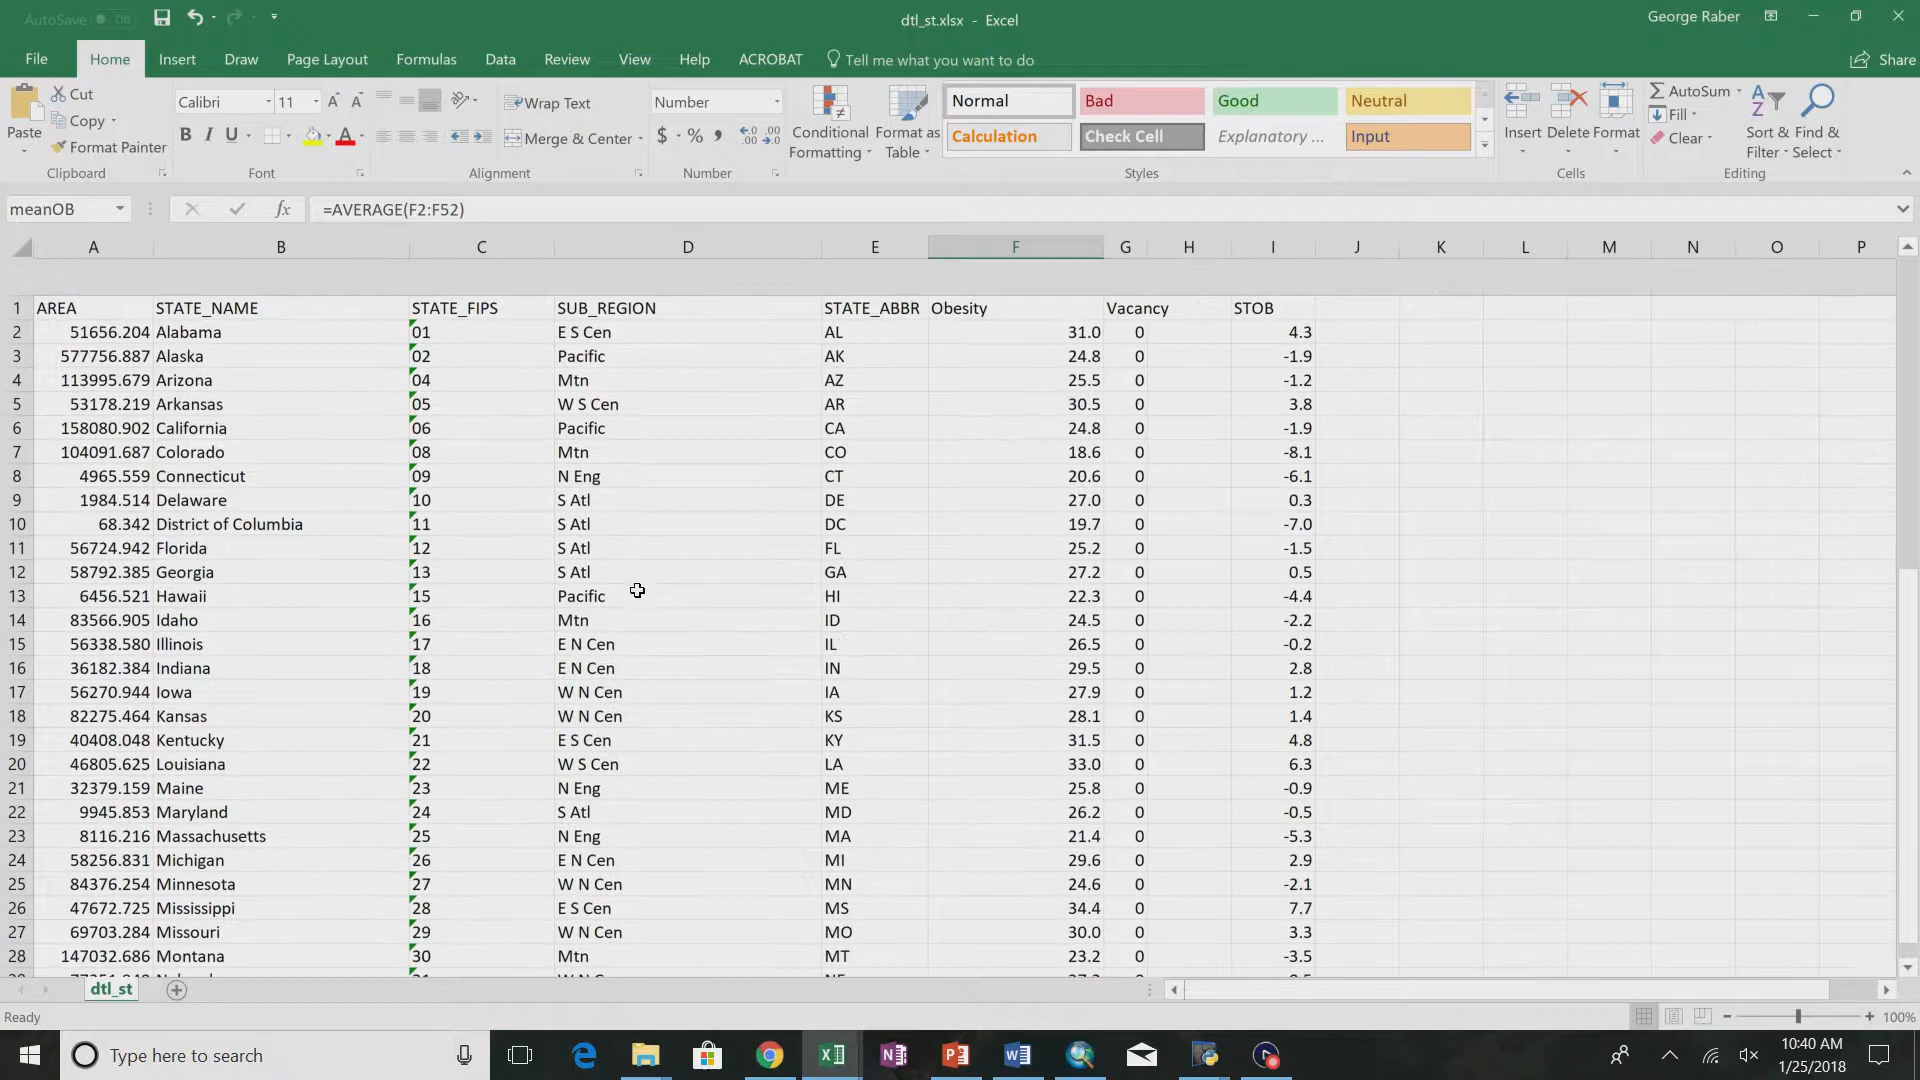 AutoSave Off dtl_st.xlsx - Excel George Raber
File Home Insert Draw Page Layout Formulas Data Review View Help ACROBAT Tell me what you want to do Share
Paste Cut Calibri 11 Wrap Text Number Conditional Formatting Format as Table Normal Bad Good Neutral Insert Delete Format AutoSum Sort & Filter Find & Select
Copy B I U Merge & Center $ % Calculation Check Cell Explanatory ... Input Fill
Format Painter Clear
Clipboard Font Alignment Number Styles Cells Editing
meanOB fx =AVERAGE(F2:F52)
A B C D E F G H I J K L M N O P
1 AREA STATE_NAME STATE_FIPS SUB_REGION STATE_ABBR Obesity Vacancy STOB
2 51656.204 Alabama 01 E S Cen AL 31.0 0 4.3
3 577756.887 Alaska 02 Pacific AK 24.8 0 -1.9
4 113995.679 Arizona 04 Mtn AZ 25.5 0 -1.2
5 53178.219 Arkansas 05 W S Cen AR 30.5 0 3.8
6 158080.902 California 06 Pacific CA 24.8 0 -1.9
7 104091.687 Colorado 08 Mtn CO 18.6 0 -8.1
8 4965.559 Connecticut 09 N Eng CT 20.6 0 -6.1
9 1984.514 Delaware 10 S Atl DE 27.0 0 0.3
10 68.342 District of Columbia 11 S Atl DC 19.7 0 -7.0
11 56724.942 Florida 12 S Atl FL 25.2 0 -1.5
12 58792.385 Georgia 13 S Atl GA 27.2 0 0.5
13 6456.521 Hawaii 15 Pacific HI 22.3 0 -4.4
14 83566.905 Idaho 16 Mtn ID 24.5 0 -2.2
15 56338.580 Illinois 17 E N Cen IL 26.5 0 -0.2
16 36182.384 Indiana 18 E N Cen IN 29.5 0 2.8
17 56270.944 Iowa 19 W N Cen IA 27.9 0 1.2
18 82275.464 Kansas 20 W N Cen KS 28.1 0 1.4
19 40408.048 Kentucky 21 E S Cen KY 31.5 0 4.8
20 46805.625 Louisiana 22 W S Cen LA 33.0 0 6.3
21 32379.159 Maine 23 N Eng ME 25.8 0 -0.9
22 9945.853 Maryland 24 S Atl MD 26.2 0 -0.5
23 8116.216 Massachusetts 25 N Eng MA 21.4 0 -5.3
24 58256.831 Michigan 26 E N Cen MI 29.6 0 2.9
25 84376.254 Minnesota 27 W N Cen MN 24.6 0 -2.1
26 47672.725 Mississippi 28 E S Cen MS 34.4 0 7.7
27 69703.284 Missouri 29 W N Cen MO 30.0 0 3.3
28 147032.686 Montana 30 Mtn MT 23.2 0 -3.5
dtl_st
Ready 100%
Type here to search 10:40 AM
1/25/2018